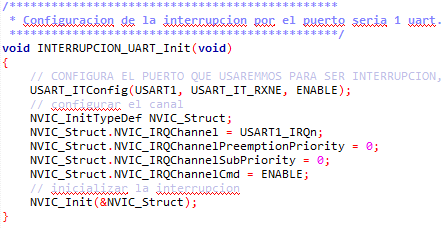 /******************************************
 * Configuracion de la interrupcion por el puerto seria 1 uart.
 ******************************************/
void INTERRUPCION_UART_Init(void)
{
    // CONFIGURA EL PUERTO QUE USAREMMOS PARA SER INTERRUPCION,
    USART_ITConfig(USART1, USART_IT_RXNE, ENABLE);
    // configurar el canal
    NVIC_InitTypeDef NVIC_Struct;
    NVIC_Struct.NVIC_IRQChannel = USART1_IRQn;
    NVIC_Struct.NVIC_IRQChannelPreemptionPriority = 0;
    NVIC_Struct.NVIC_IRQChannelSubPriority = 0;
    NVIC_Struct.NVIC_IRQChannelCmd = ENABLE;
    // inicializar la interrupcion
    NVIC_Init(&NVIC_Struct);
}